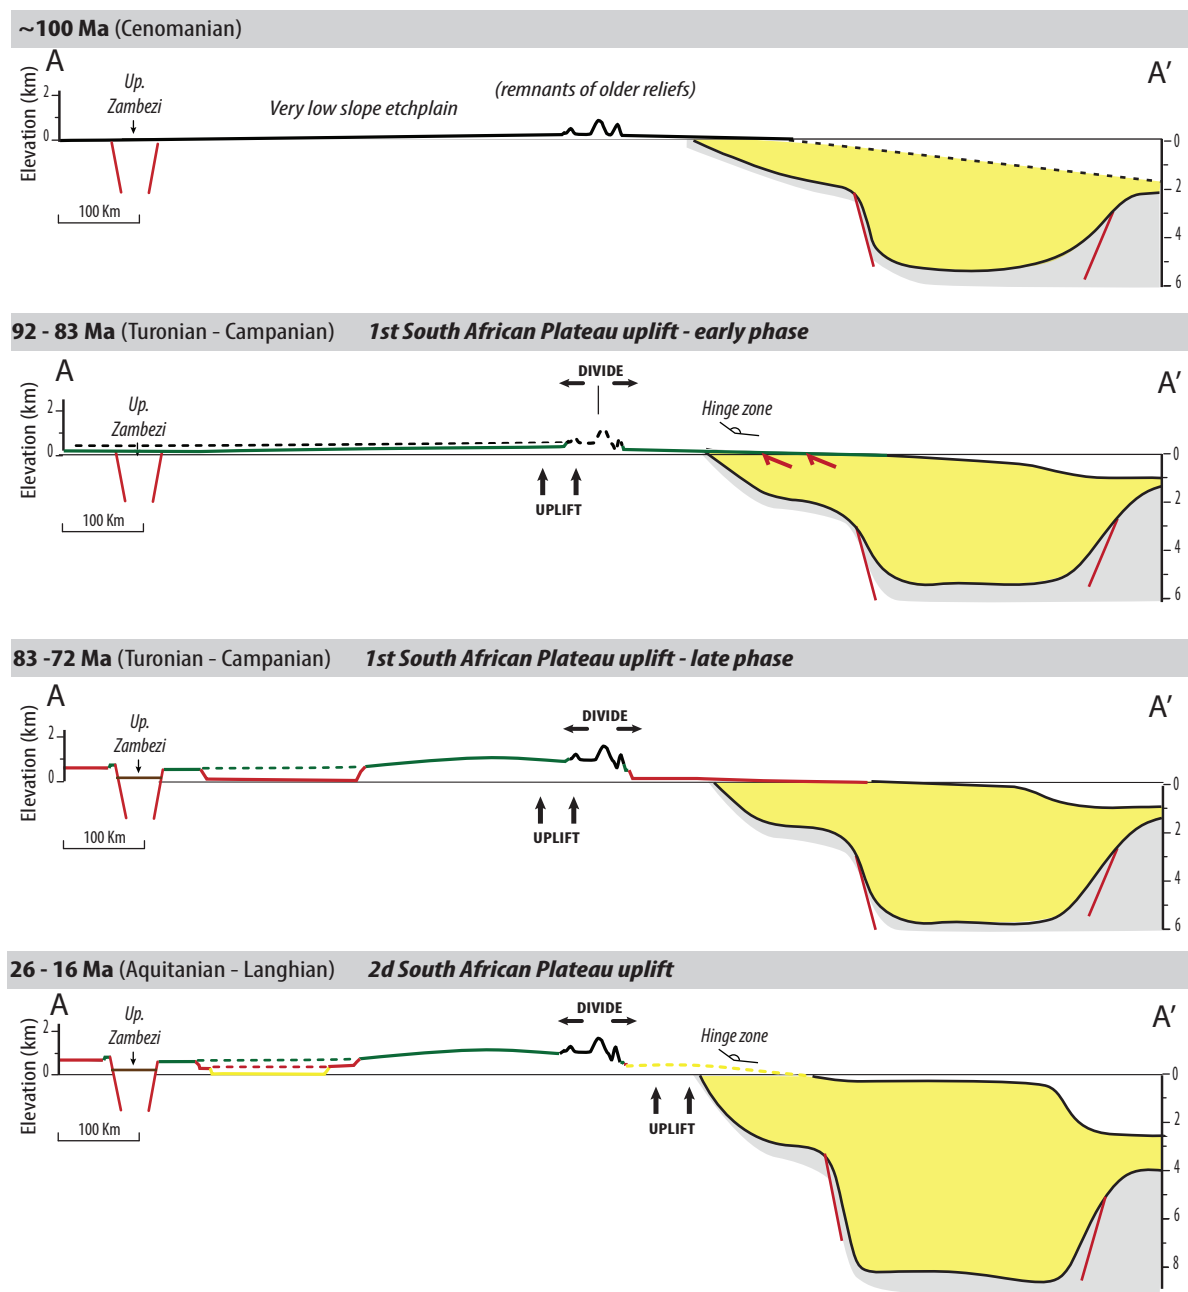 ~100 Ma (Cenomanian)
A
A'
Elevation (km)
2
0
Up.
Zambezi
Very low slope etchplain
(remnants of older reliefs)
100 Km
0
2
4
6
92 - 83 Ma (Turonian - Campanian) 1st South African Plateau uplift - early phase
A
A'
Elevation (km)
2
0
Up.
Zambezi
DIVIDE
Hinge zone
UPLIFT
100 Km
0
2
4
6
83 -72 Ma (Turonian - Campanian) 1st South African Plateau uplift - late phase
A
A'
Elevation (km)
2
0
Up.
Zambezi
DIVIDE
UPLIFT
100 Km
0
2
4
6
26 - 16 Ma (Aquitanian - Langhian) 2d South African Plateau uplift
A
A'
Elevation (km)
2
0
Up.
Zambezi
DIVIDE
Hinge zone
UPLIFT
100 Km
0
2
4
6
8